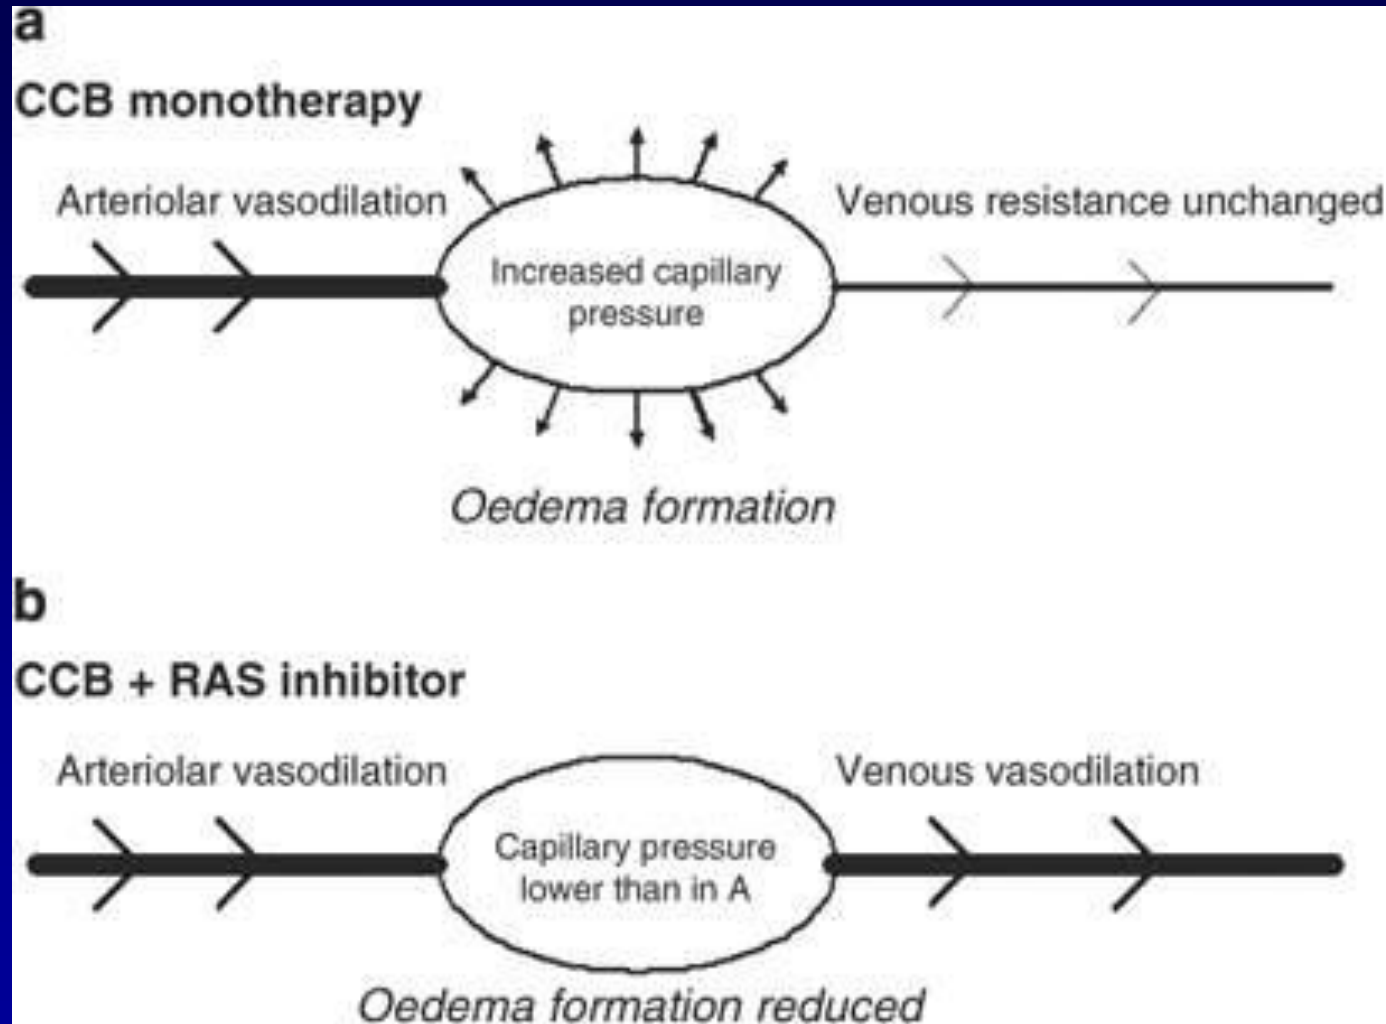 a
CCB monotherapy
Arteriolar vasodilation
Venous resistance unchanged
Increased capillary
pressure
Oedema formation
b
CCB + RAS inhibitor
Arteriolar vasodilation
Venous vasodilation
Capillary pressure
lower than in A
Oedema formation reduced